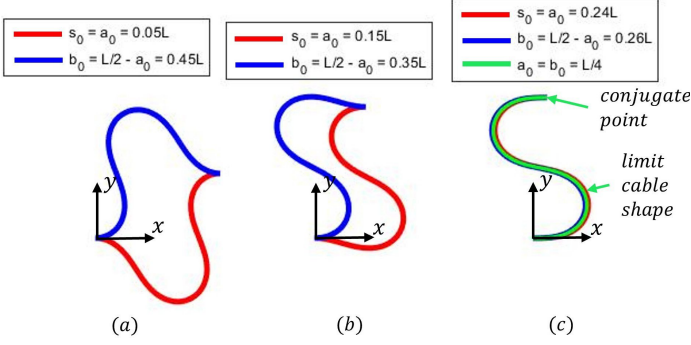 s₀ = a₀ = 0.05L
b₀ = L/2 - a₀ = 0.45L
s₀ = a₀ = 0.15L
b₀ = L/2 - a₀ = 0.35L
s₀ = a₀ = 0.24L
b₀ = L/2 - a₀ = 0.26L
a₀ = b₀ = L/4
conjugate
point
limit
cable
shape
y
x
y
x
y
x
(a)
(b)
(c)